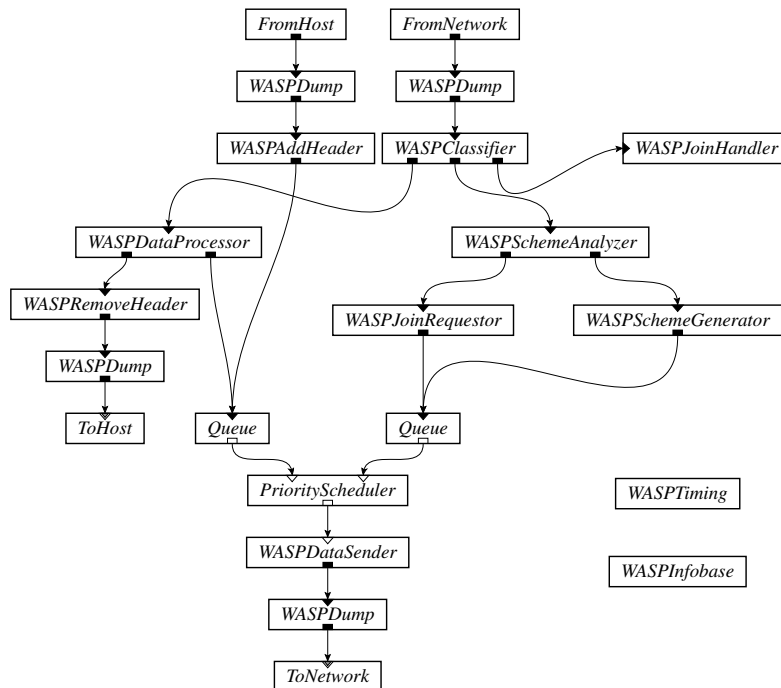 FromHost
FromNetwork
WASPDump
WASPDump
WASPAddHeader
WASPClassifier
WASPJoinHandler
WASPDataProcessor
WASPSchemeAnalyzer
WASPRemoveHeader
WASPJoinRequestor
WASPSchemeGenerator
WASPDump
ToHost
Queue
Queue
PriorityScheduler
WASPTiming
WASPDataSender
WASPInfobase
WASPDump
ToNetwork